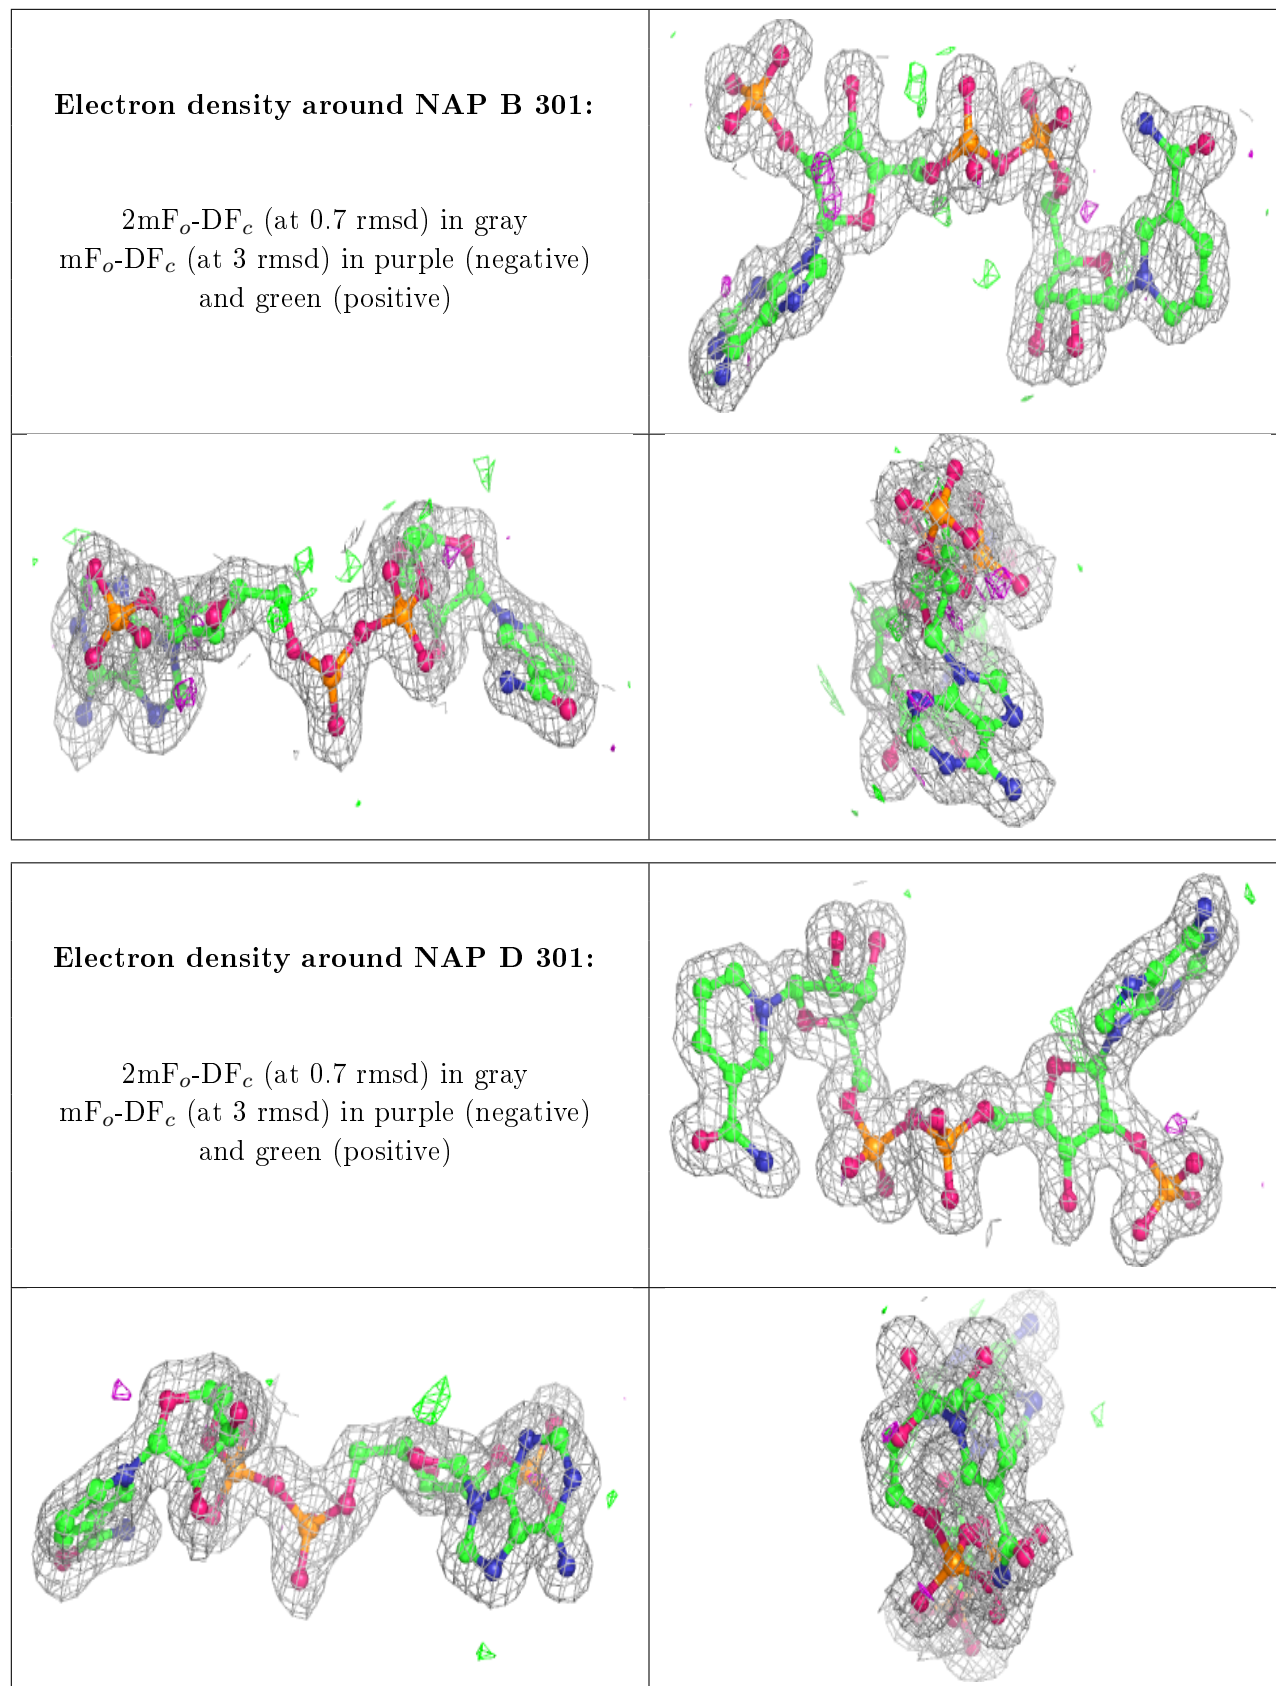 Electron density around NAP B 301:
2mFo-DFc (at 0.7 rmsd) in gray
mFo-DFc (at 3 rmsd) in purple (negative)
and green (positive)
Electron density around NAP D 301:
2mFo-DFc (at 0.7 rmsd) in gray
mFo-DFc (at 3 rmsd) in purple (negative)
and green (positive)